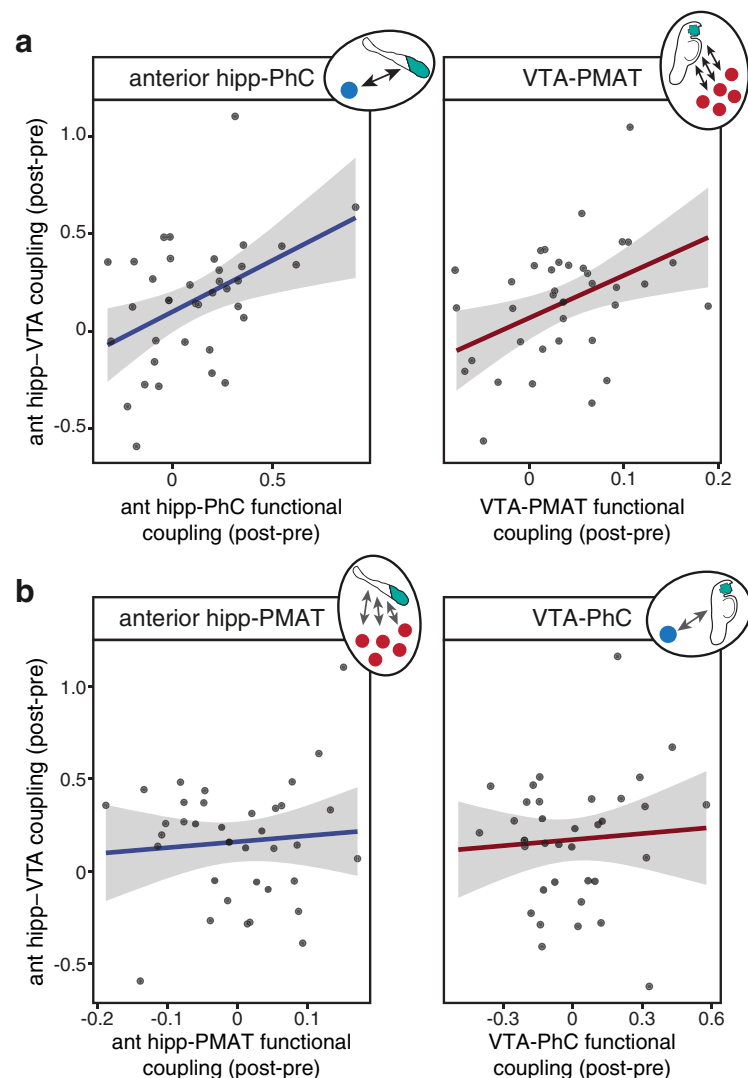 a
anterior hipp-PhC
VTA-PMAT
ant hipp–VTA coupling (post-pre)
1.0
0.5
0
-0.5
0
0.5
0
0.1
0.2
ant hipp-PhC functional
coupling (post-pre)
VTA-PMAT functional
coupling (post-pre)
b
anterior hipp-PMAT
VTA-PhC
ant hipp–VTA coupling (post-pre)
1.0
0.5
0
-0.5
-0.2
-0.1
0
0.1
-0.3
0
0.3
0.6
ant hipp-PMAT functional
coupling (post-pre)
VTA-PhC functional
coupling (post-pre)